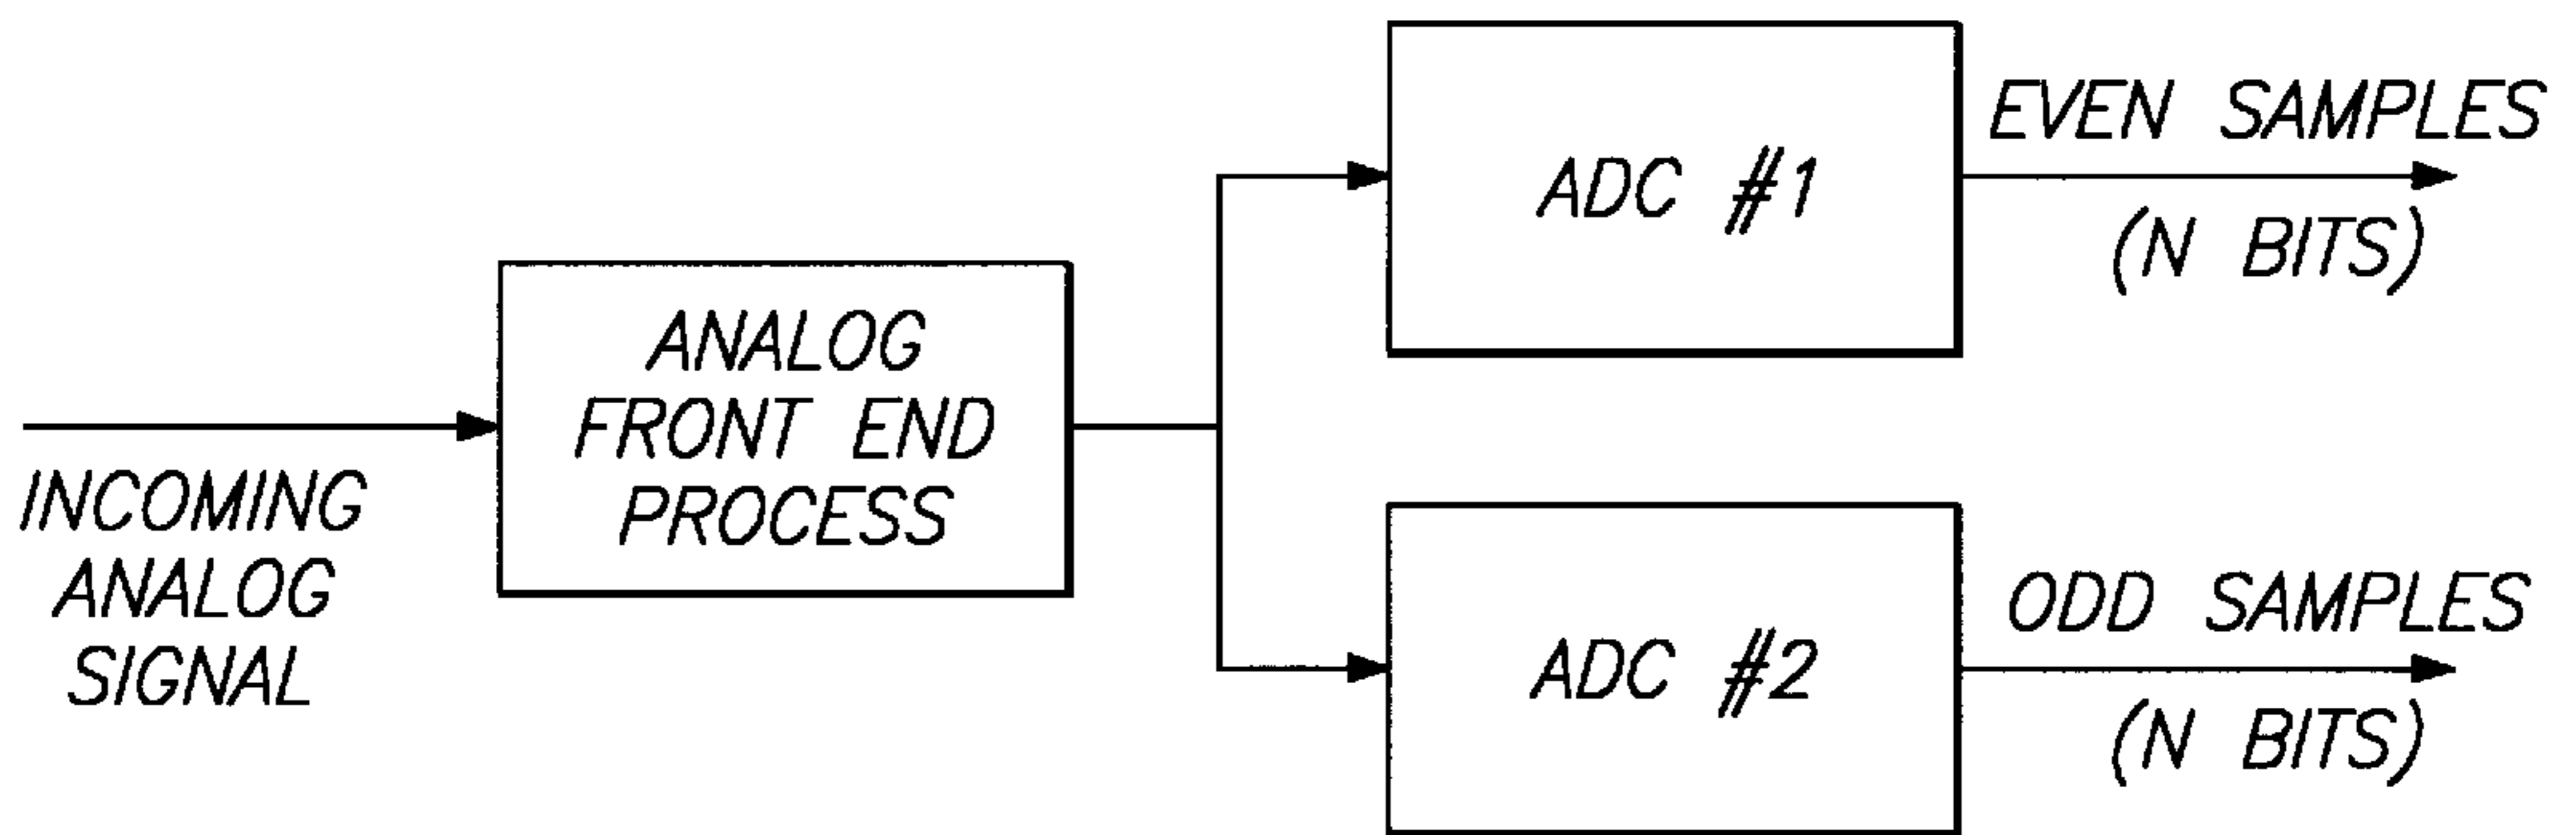 INCOMING
ANALOG
SIGNAL
ANALOG
FRONT END
PROCESS
ADC #1
EVEN SAMPLES
(N BITS)
ADC #2
ODD SAMPLES
(N BITS)